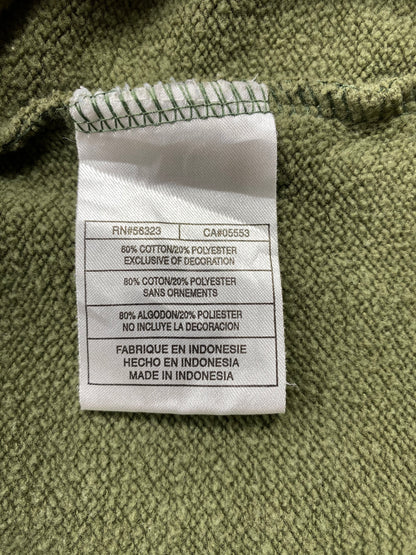 RN#56323 CA#05553
60% COTTON/20% POLYESTER
EXCLUSIVE OF DECORATION
80% COTON/20% POLYESTER
SANS ORNEMENTS
80% ALGODON/20% POLIESTER
NO INCLUYE LA DECORACION
FABRIQUE EN INDONESIE
HECHO EN INDONESIA
MADE IN INDONESIA